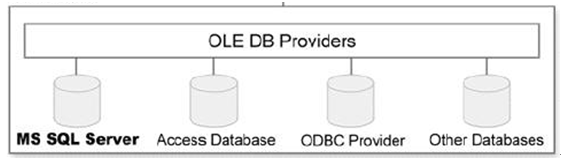 OLE DB Providers
MS SQL Server Access Database ODBC Provider Other Databases